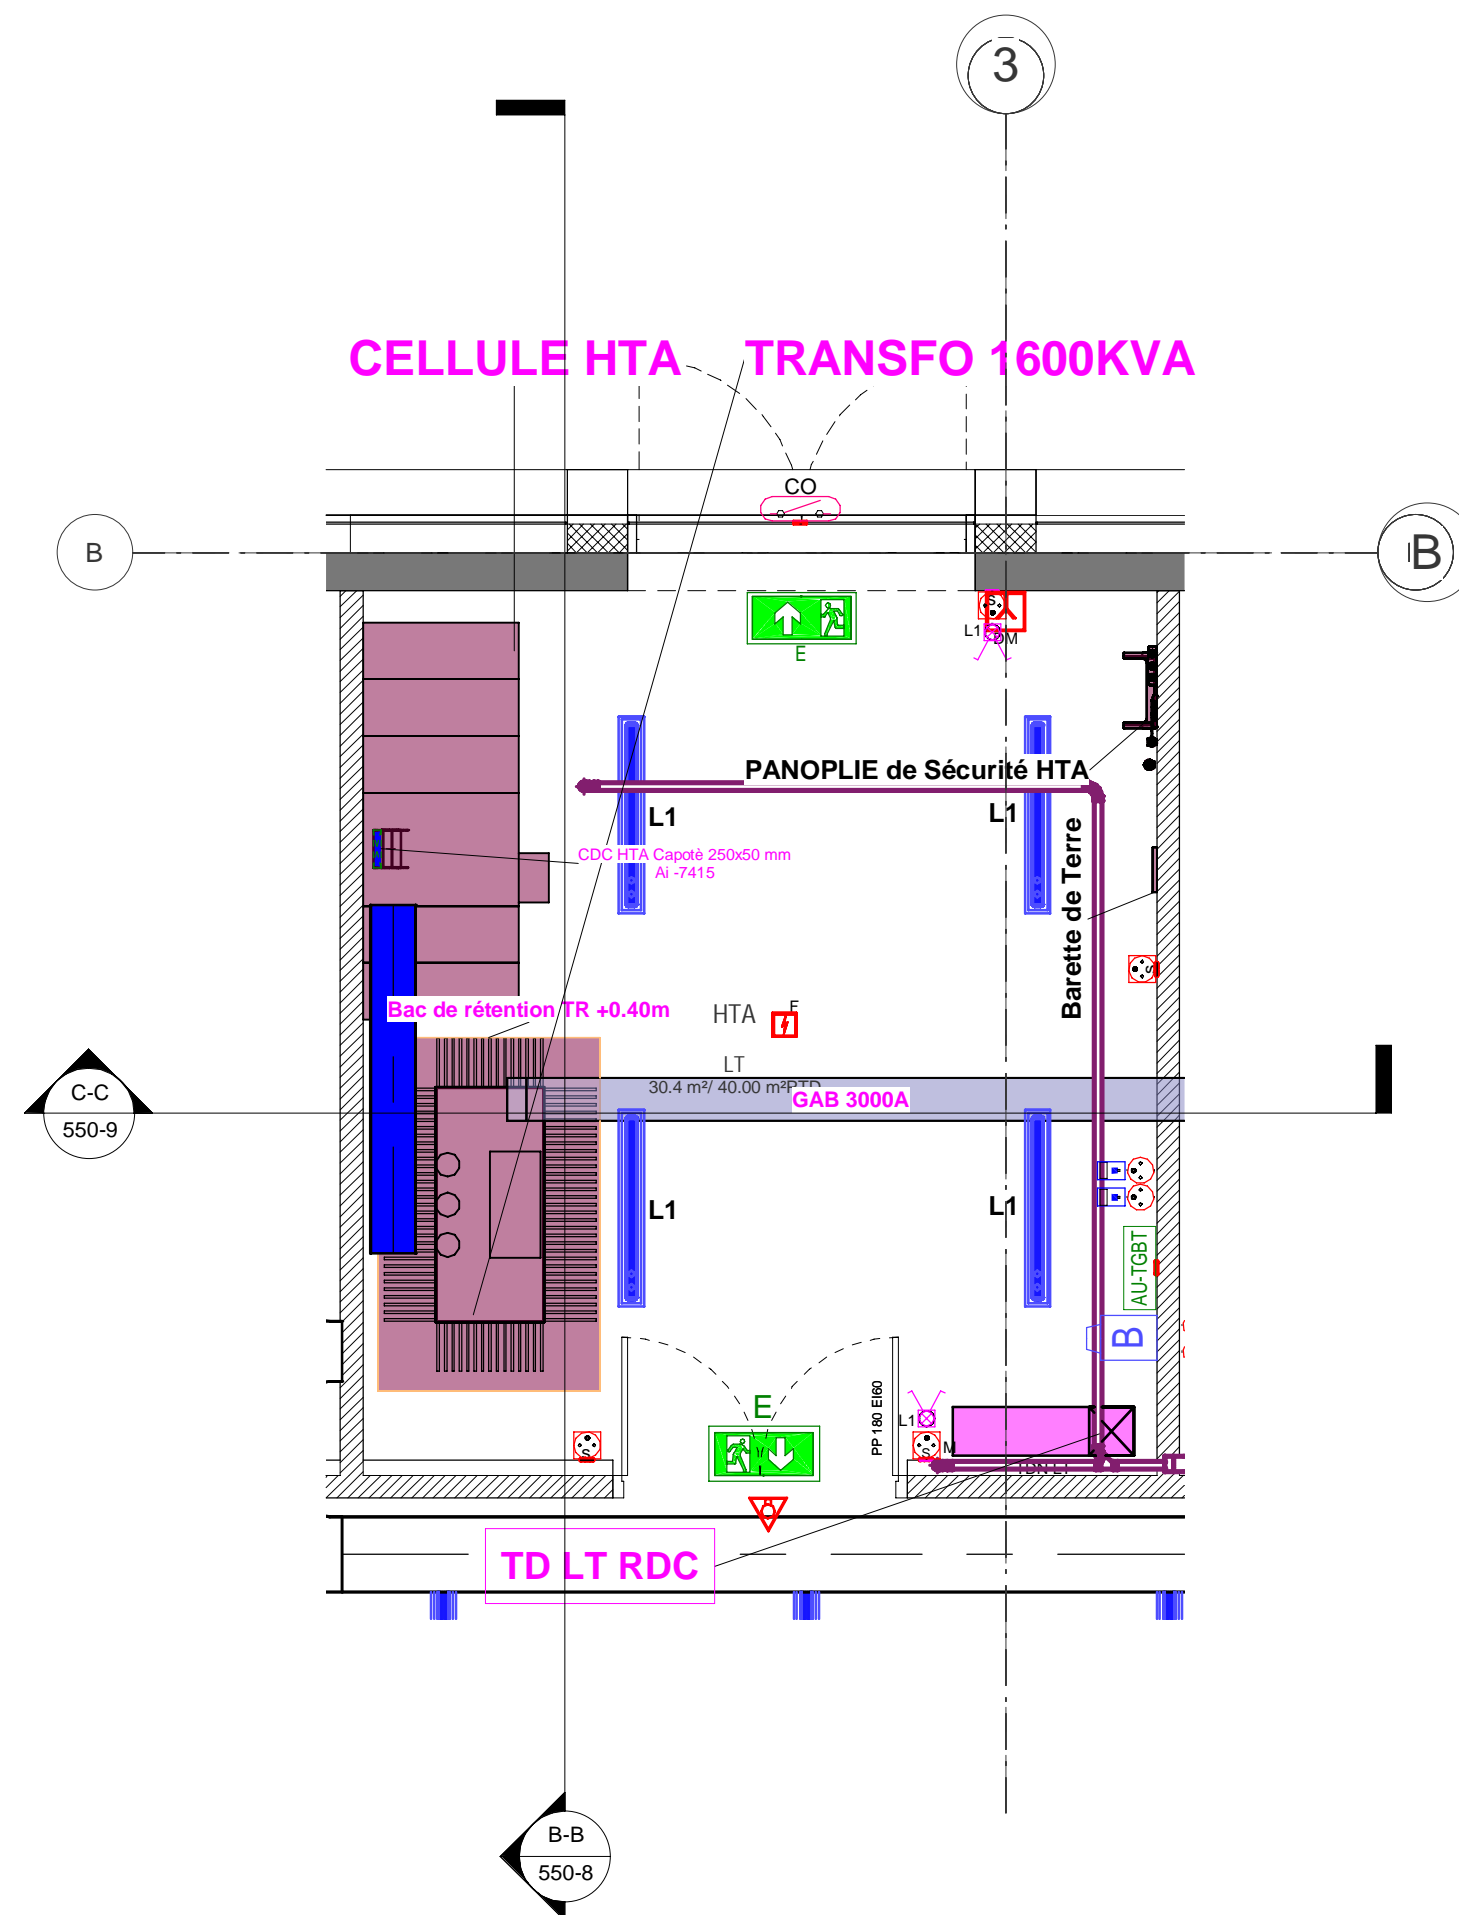 3
CELLULE HTA
TRANSFO 1600KVA
CO
B
B
S
L1
DM
E
PANOPLIE de Sécurité HTA
L1
L1
CDC HTA Capotè 250x50 mm
Ai -7415
Barette de Terre
S
Bac de rétention TR +0.40m
HTA
F
LT
30.4 m²/ 40.00 m²RTD
GAB 3000A
C-C
550-9
L1
L1
AU-TGBT
B
PP 180 EI60
E
L1
S
S
M
TD LT RDC
B-B
550-8